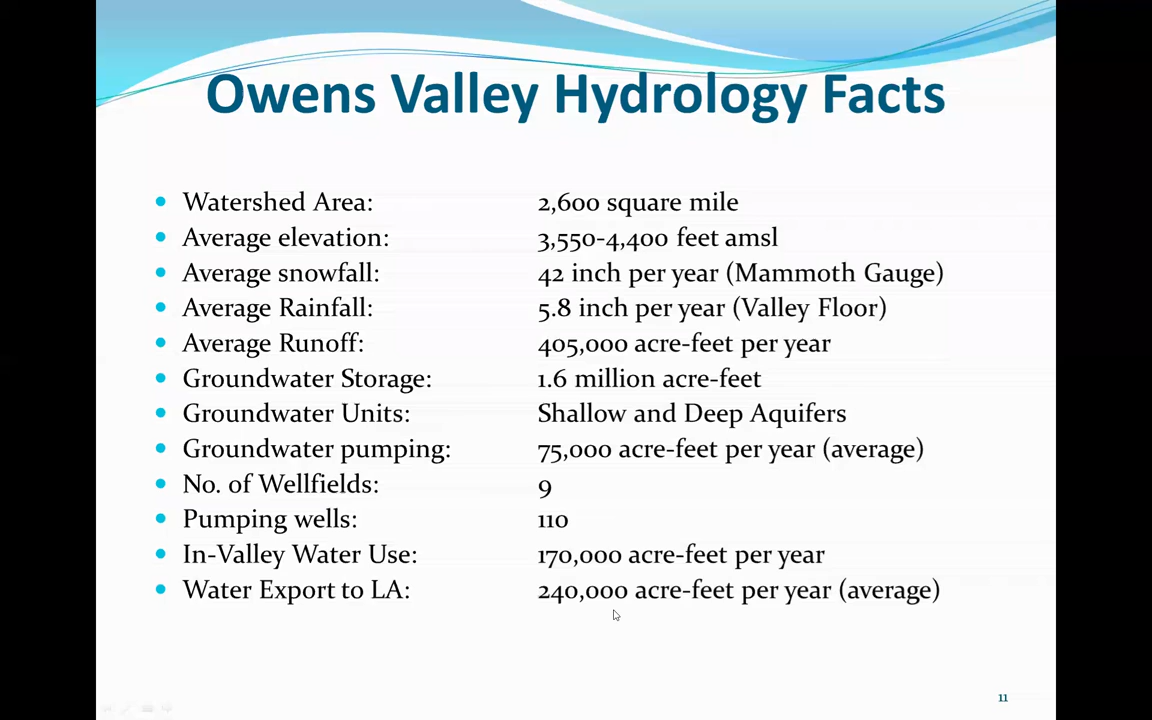 Owens Valley Hydrology Facts
• Watershed Area: 2,600 square mile
• Average elevation: 3,550-4,400 feet amsl
• Average snowfall: 42 inch per year (Mammoth Gauge)
• Average Rainfall: 5.8 inch per year (Valley Floor)
• Average Runoff: 405,000 acre-feet per year
• Groundwater Storage: 1.6 million acre-feet
• Groundwater Units: Shallow and Deep Aquifers
• Groundwater pumping: 75,000 acre-feet per year (average)
• No. of Wellfields: 9
• Pumping wells: 110
• In-Valley Water Use: 170,000 acre-feet per year
• Water Export to LA: 240,000 acre-feet per year (average)
11